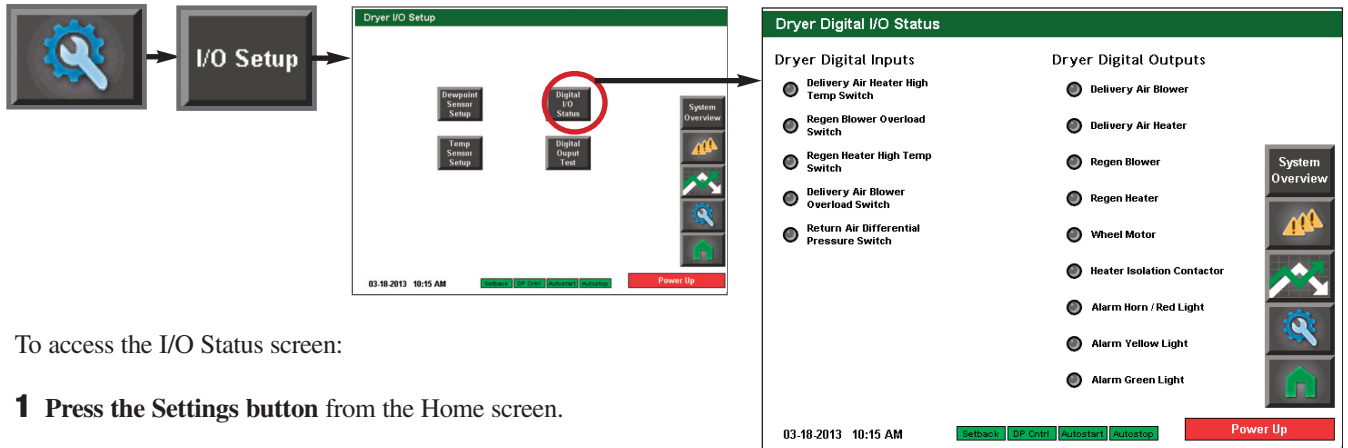 I/O Setup
Dryer I/O Setup
Dewpoint
Sensor
Setup
Digital
I/O
Status
Temp
Sensor
Setup
Digital
Ouput
Test
System
Overview
03-18-2013 10:15 AM
Setback DP Cntrl Autostart Autostop
Power Up
Dryer Digital I/O Status
Dryer Digital Inputs
Delivery Air Heater High
Temp Switch
Regen Blower Overload
Switch
Regen Heater High Temp
Switch
Delivery Air Blower
Overload Switch
Return Air Differential
Pressure Switch
Dryer Digital Outputs
Delivery Air Blower
Delivery Air Heater
Regen Blower
Regen Heater
Wheel Motor
Heater Isolation Contactor
Alarm Horn / Red Light
Alarm Yellow Light
Alarm Green Light
System
Overview
03-18-2013 10:15 AM
Setback DP Cntrl Autostart Autostop
Power Up
To access the I/O Status screen:
1 Press the Settings button from the Home screen.